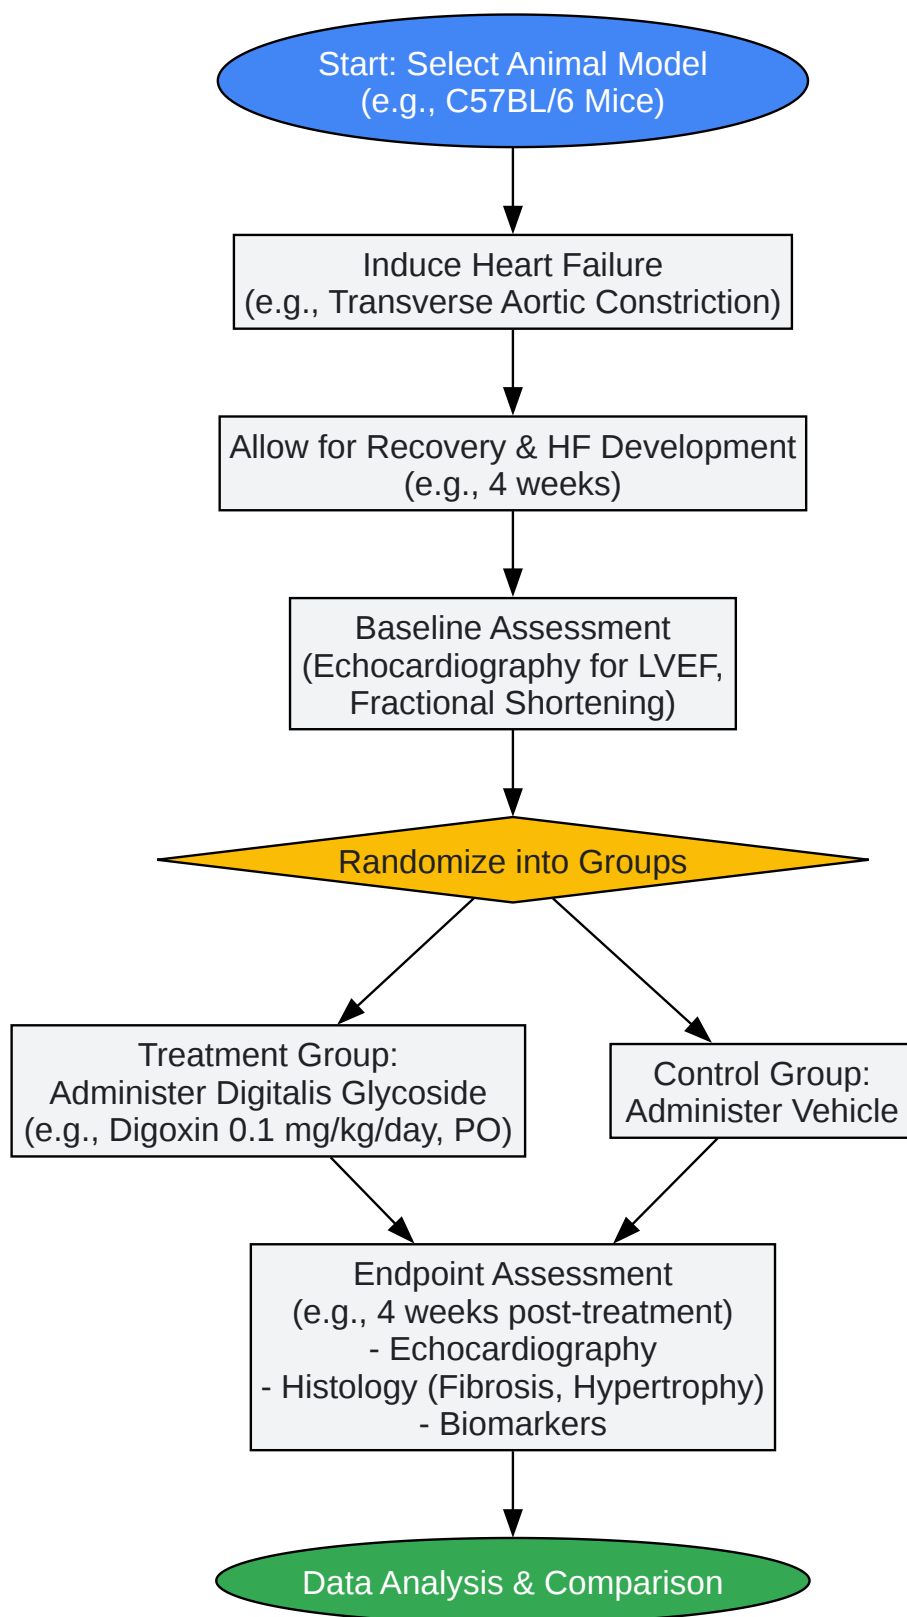 Start: Select Animal Model
(e.g., C57BL/6 Mice)
Induce Heart Failure
(e.g., Transverse Aortic Constriction)
Allow for Recovery & HF Development
(e.g., 4 weeks)
Baseline Assessment
(Echocardiography for LVEF,
Fractional Shortening)
Randomize into Groups
Treatment Group:
Administer Digitalis Glycoside
(e.g., Digoxin 0.1 mg/kg/day, PO)
Control Group:
Administer Vehicle
Endpoint Assessment
(e.g., 4 weeks post-treatment)
- Echocardiography
- Histology (Fibrosis, Hypertrophy)
- Biomarkers
Data Analysis & Comparison